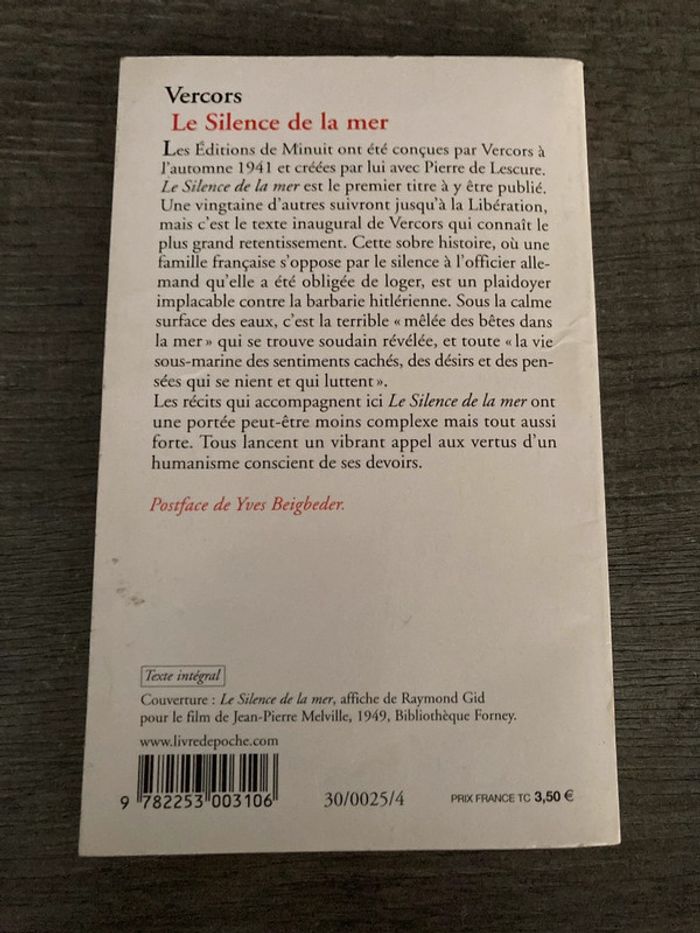 Vercors
Le Silence de la mer
Les Éditions de Minuit ont été conçues par Vercors à
l'automne 1941 et créées par lui avec Pierre de Lescure.
Le Silence de la mer est le premier titre à y être publié.
Une vingtaine d'autres suivront jusqu'à la Libération,
mais c'est le texte inaugural de Vercors qui connaît le
plus grand retentissement. Cette sobre histoire, où une
famille française s'oppose par le silence à l'officier alle-
mand qu'elle a été obligée de loger, est un plaidoyer
implacable contre la barbarie hitlérienne. Sous la calme
surface des eaux, c'est la terrible « mêlée des bêtes dans
la mer » qui se trouve soudain révélée, et toute « la vie
sous-marine des sentiments cachés, des désirs et des pen-
sées qui se nient et qui luttent ».
Les récits qui accompagnent ici Le Silence de la mer ont
une portée peut-être moins complexe mais tout aussi
forte. Tous lancent un vibrant appel aux vertus d'un
humanisme conscient de ses devoirs.
Postface de Yves Beigbeder.
Texte intégral
Couverture : Le Silence de la mer, affiche de Raymond Gid
pour le film de Jean-Pierre Melville, 1949, Bibliothèque Forney.
www.livredepoche.com
9 782253 003106
30/0025/4
PRIX FRANCE TC 3,50 €